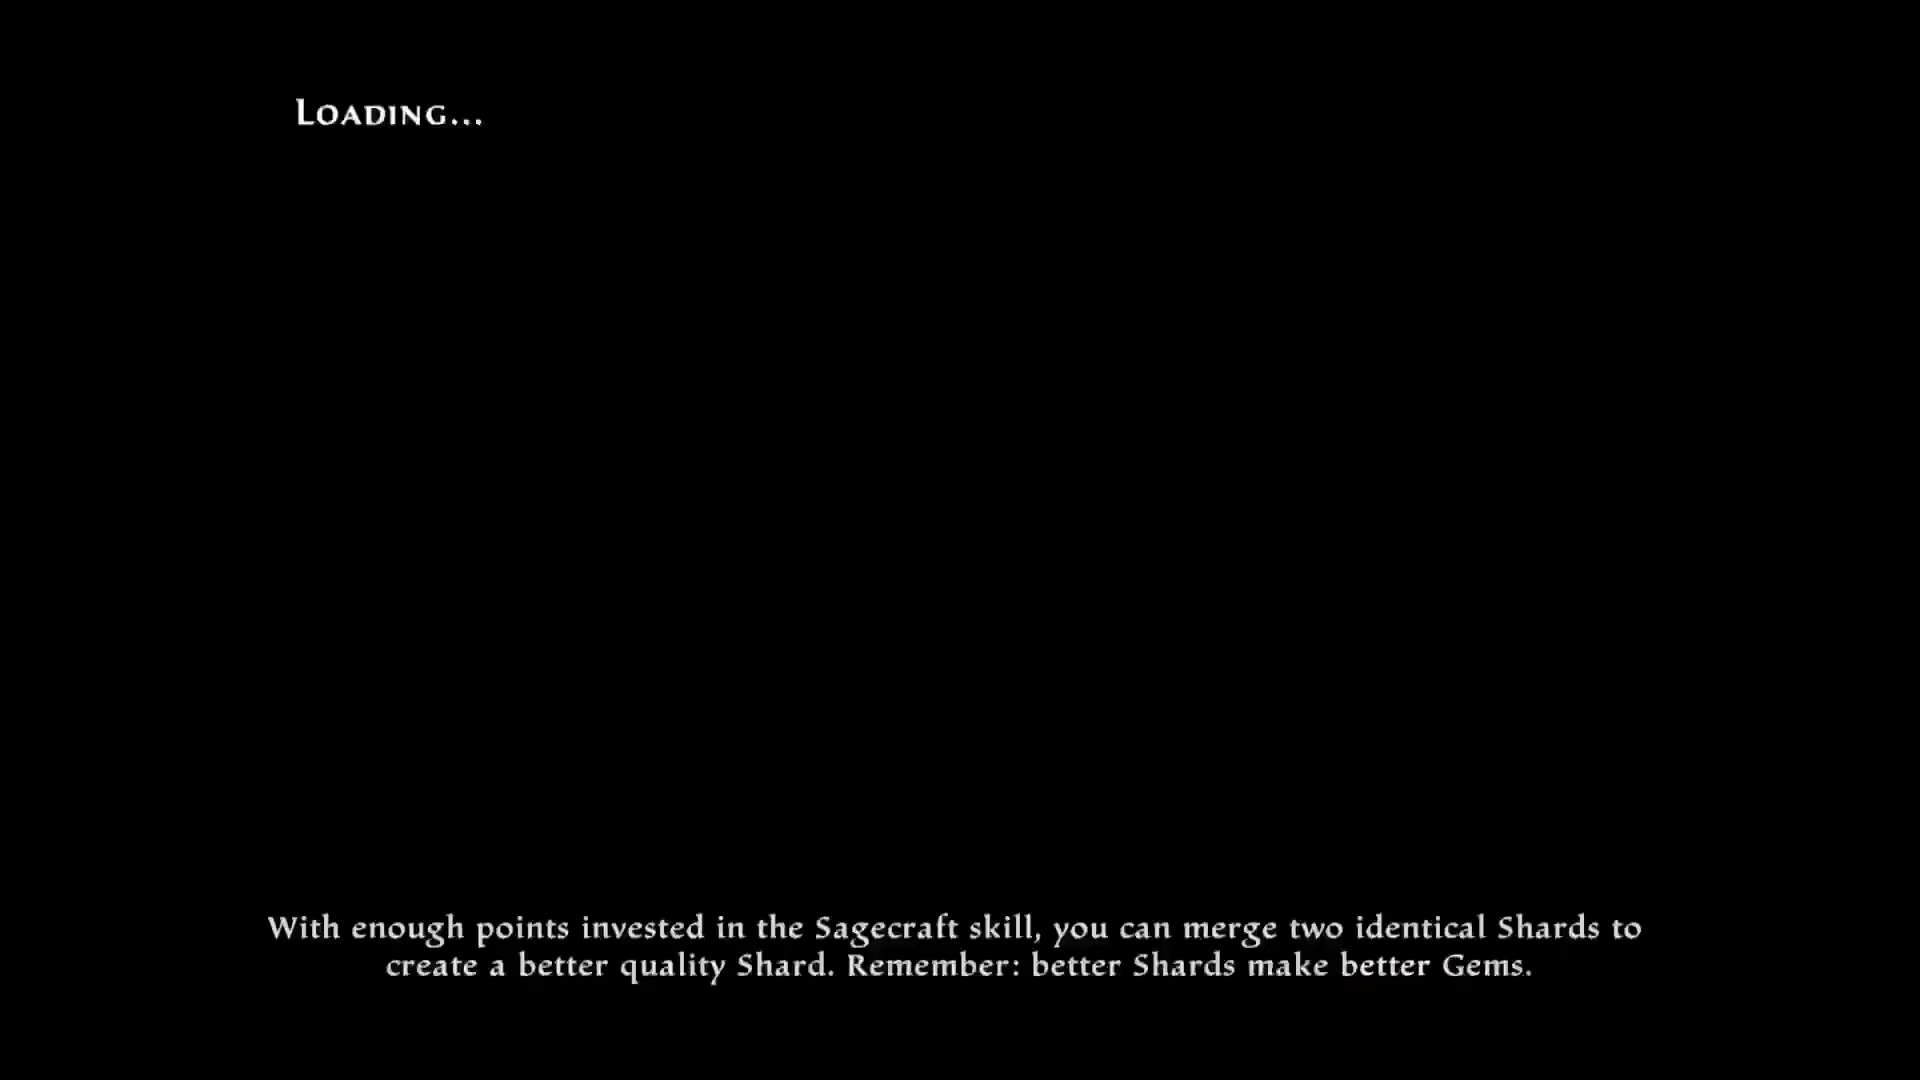 Loading...
With enough points invested in the Sagecraft skill, you can merge two identical Shards to
create a better quality Shard. Remember: better Shards make better Gems.